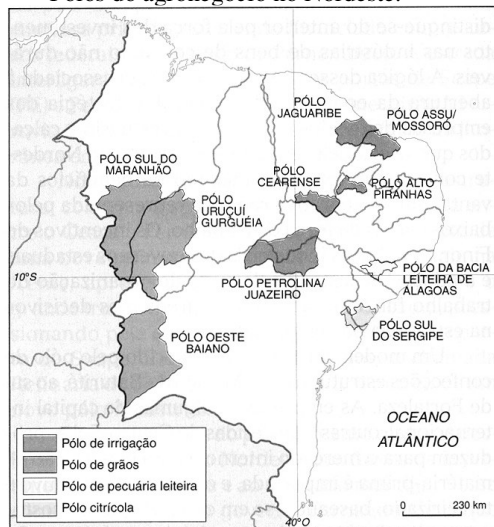 Pólos do agronegócio no Nordeste.
PÓLO
JAGUARIBE
PÓLO ASSU/
MOSSORÓ
PÓLO SUL DO
MARANHÃO
PÓLO
CEARENSE
PÓLO ALTO
PIRANHAS
PÓLO
URUÇUÍ
GURGUÉIA
10°S
PÓLO PETROLINA/
JUAZEIRO
PÓLO DA BACIA
LEITEIRA DE
ALAGOAS
PÓLO OESTE
BAIANO
PÓLO SUL
DO SERGIPE
OCEANO
ATLÂNTICO
Pólo de irrigação
Pólo de grãos
Pólo de pecuária leiteira
Pólo citrícola
40°O
0 230 km